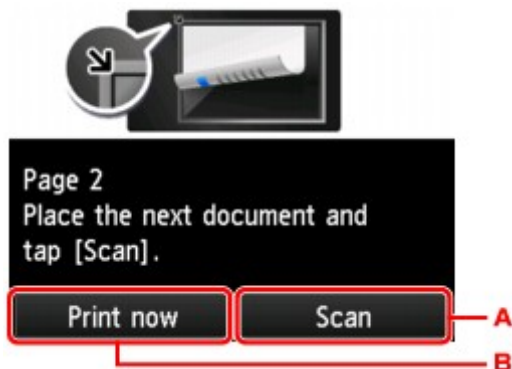 Page 2
Place the next document and
tap [Scan].
Print now Scan A
B